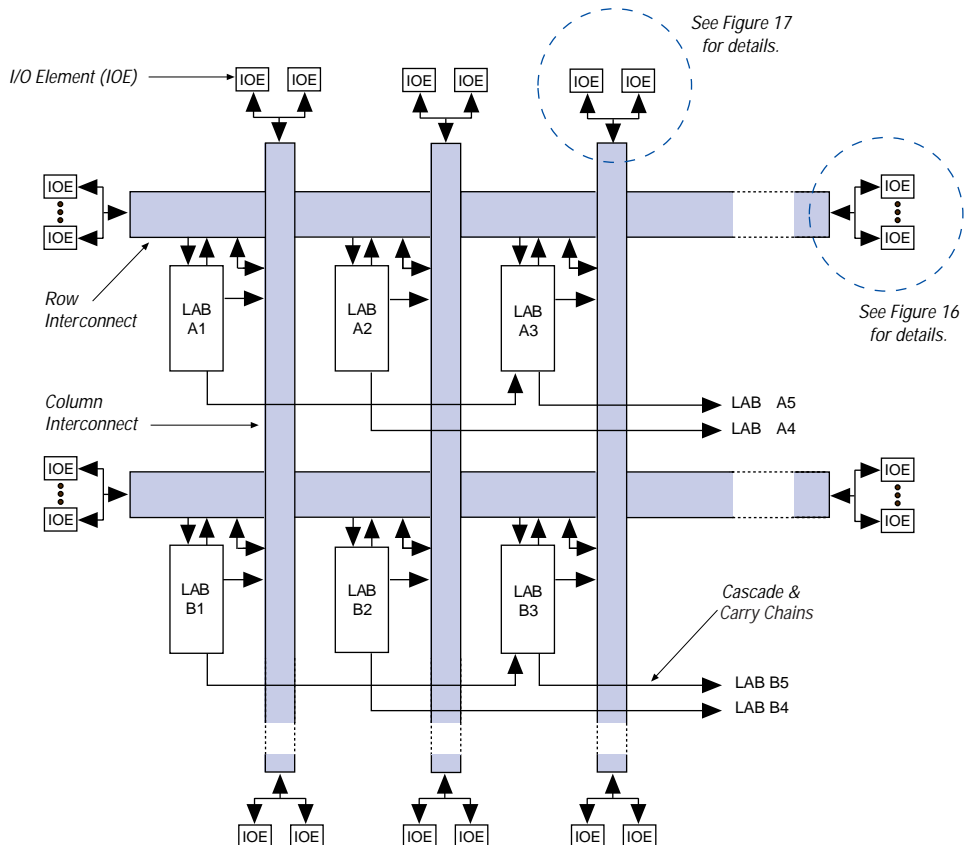 See Figure 17
for details.
I/O Element (IOE)
IOE IOE IOE IOE IOE IOE
IOE IOE
IOE IOE
Row
Interconnect
LAB
A1
LAB
A2
LAB
A3
See Figure 16
for details.
Column
Interconnect
LAB A5
LAB A4
IOE IOE
IOE IOE
LAB
B1
LAB
B2
LAB
B3
Cascade &
Carry Chains
LAB B5
LAB B4
IOE IOE IOE IOE IOE IOE